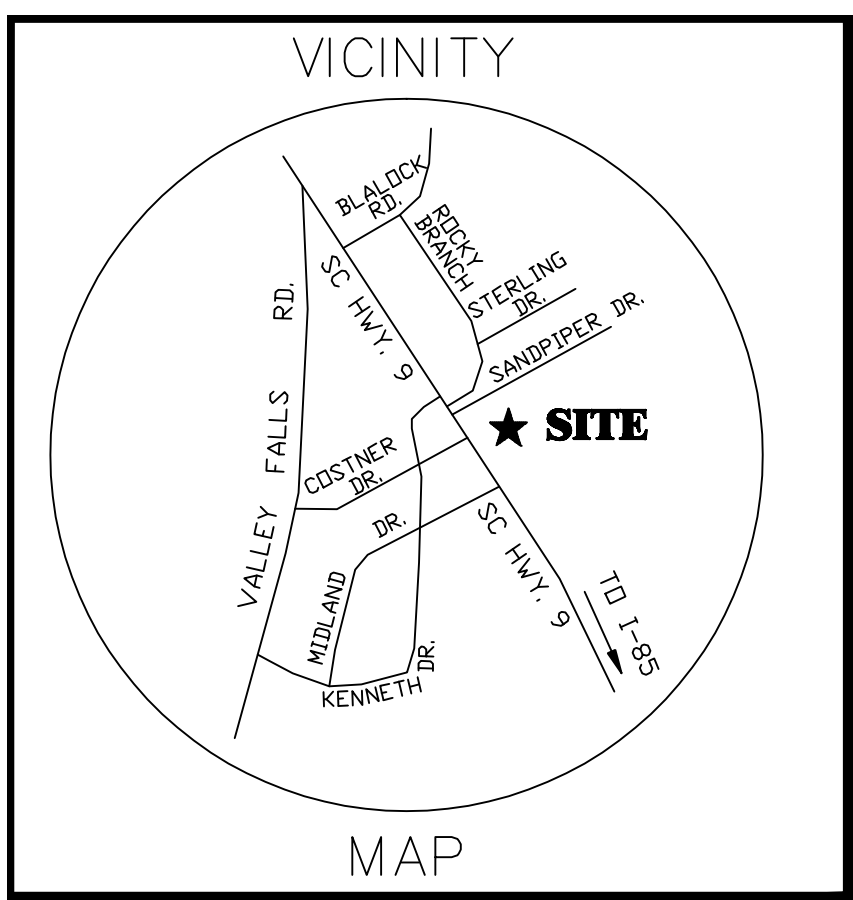 VICINITY
BLALOCK
RD.
ROCKY
BRANCH
STERLING
DR.
SANDPIPER DR.
SC HWY. 9
VALLEY FALLS RD.
SITE
COSTNER
DR.
MIDLAND DR.
SC HWY. 9
TO I-85
KENNETH DR.
MAP